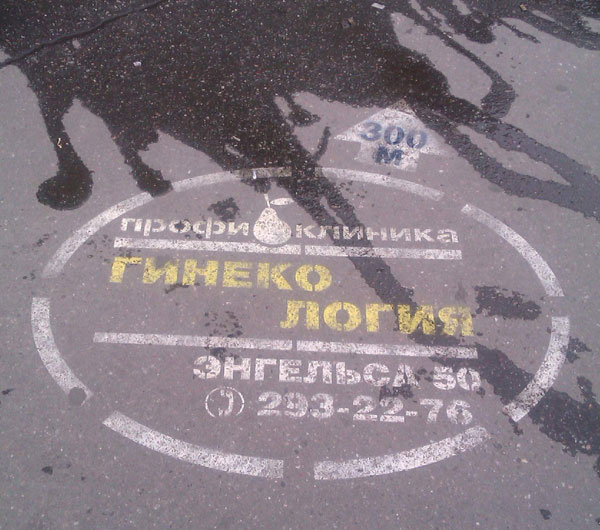 300
М
профи клиника
ГИНЕКО
ЛОГИЯ
ЭНГЕЛЬСА 50
293-22-76